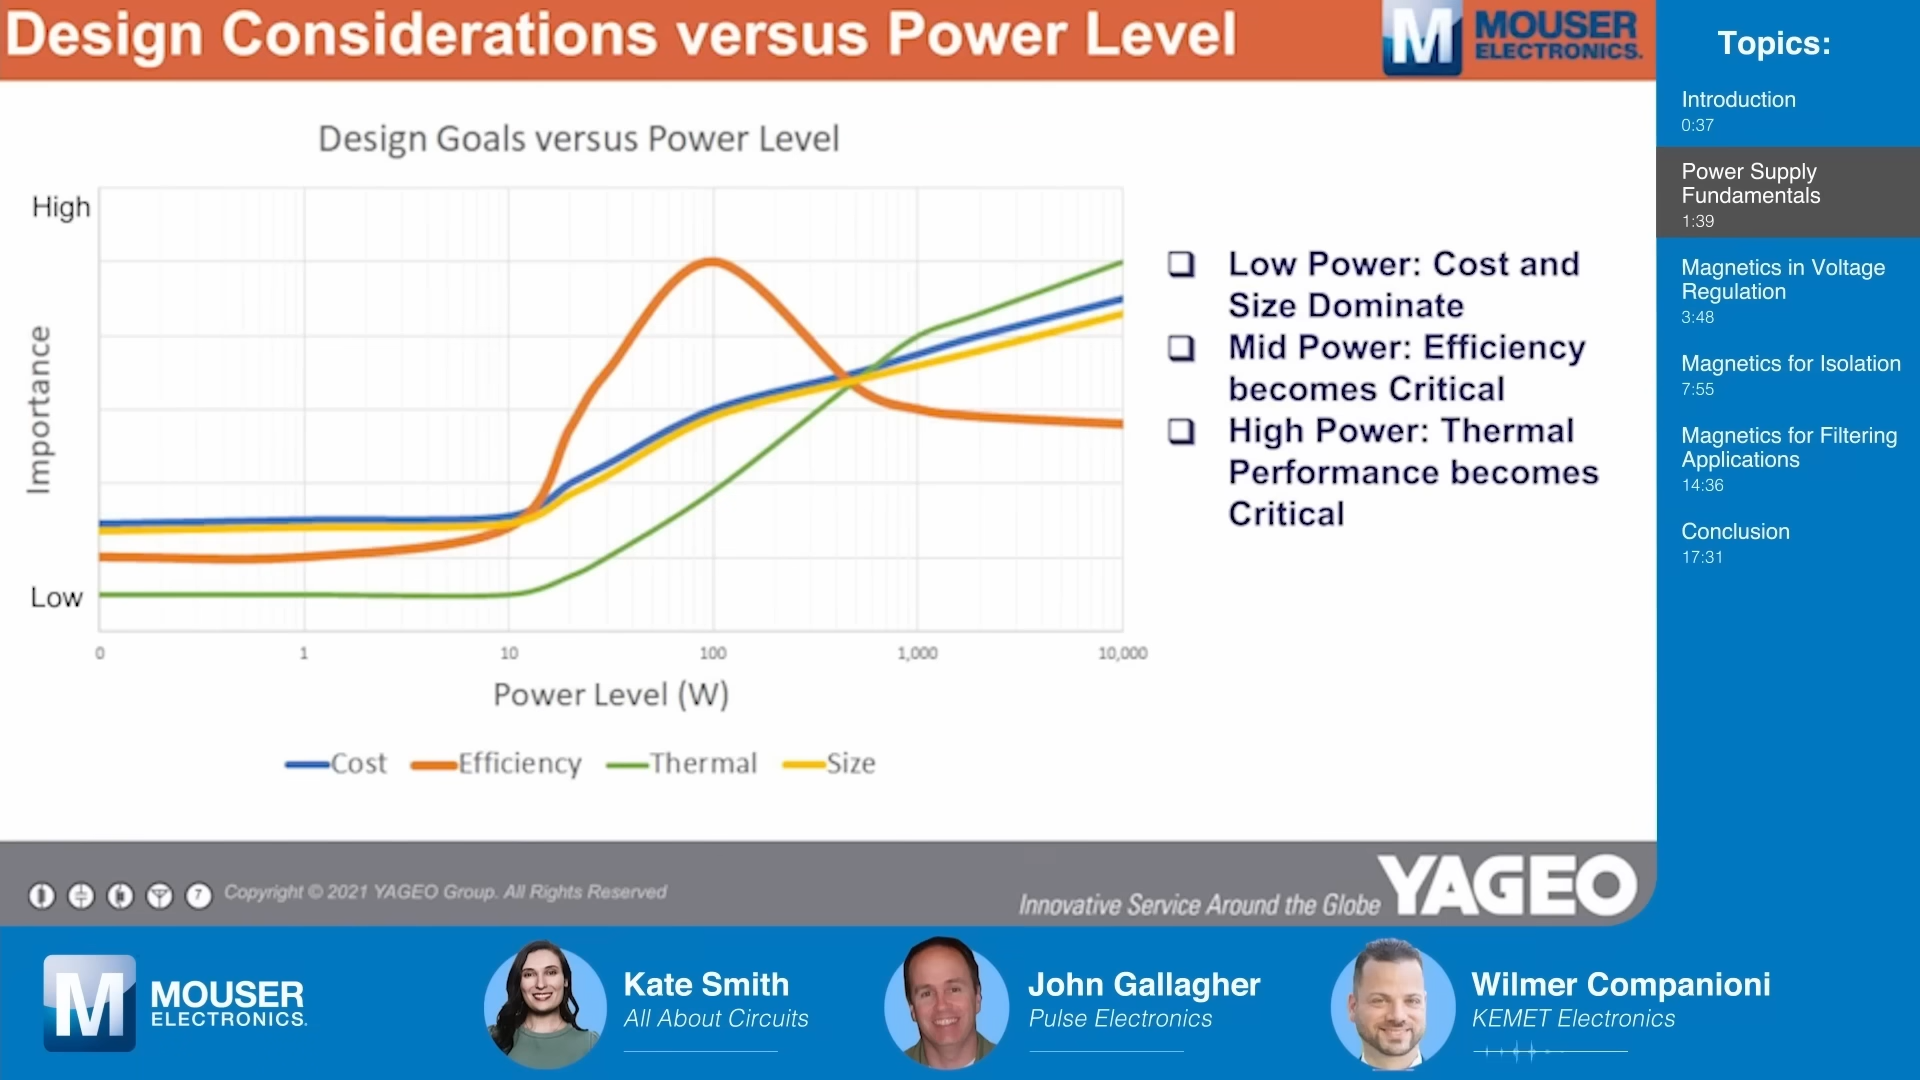 Design Considerations versus Power Level
M MOUSER
ELECTRONICS.
Design Goals versus Power Level
High
Importance
Low
0 1 10 100 1,000 10,000
Power Level (W)
Cost Efficiency Thermal Size
Low Power: Cost and
Size Dominate
Mid Power: Efficiency
becomes Critical
High Power: Thermal
Performance becomes
Critical
Copyright © 2021 YAGEO Group. All Rights Reserved
Innovative Service Around the Globe YAGEO
Topics:
Introduction
0:37
Power Supply
Fundamentals
1:39
Magnetics in Voltage
Regulation
3:48
Magnetics for Isolation
7:55
Magnetics for Filtering
Applications
14:36
Conclusion
17:31
M MOUSER
ELECTRONICS.
Kate Smith
All About Circuits
John Gallagher
Pulse Electronics
Wilmer Companioni
KEMET Electronics